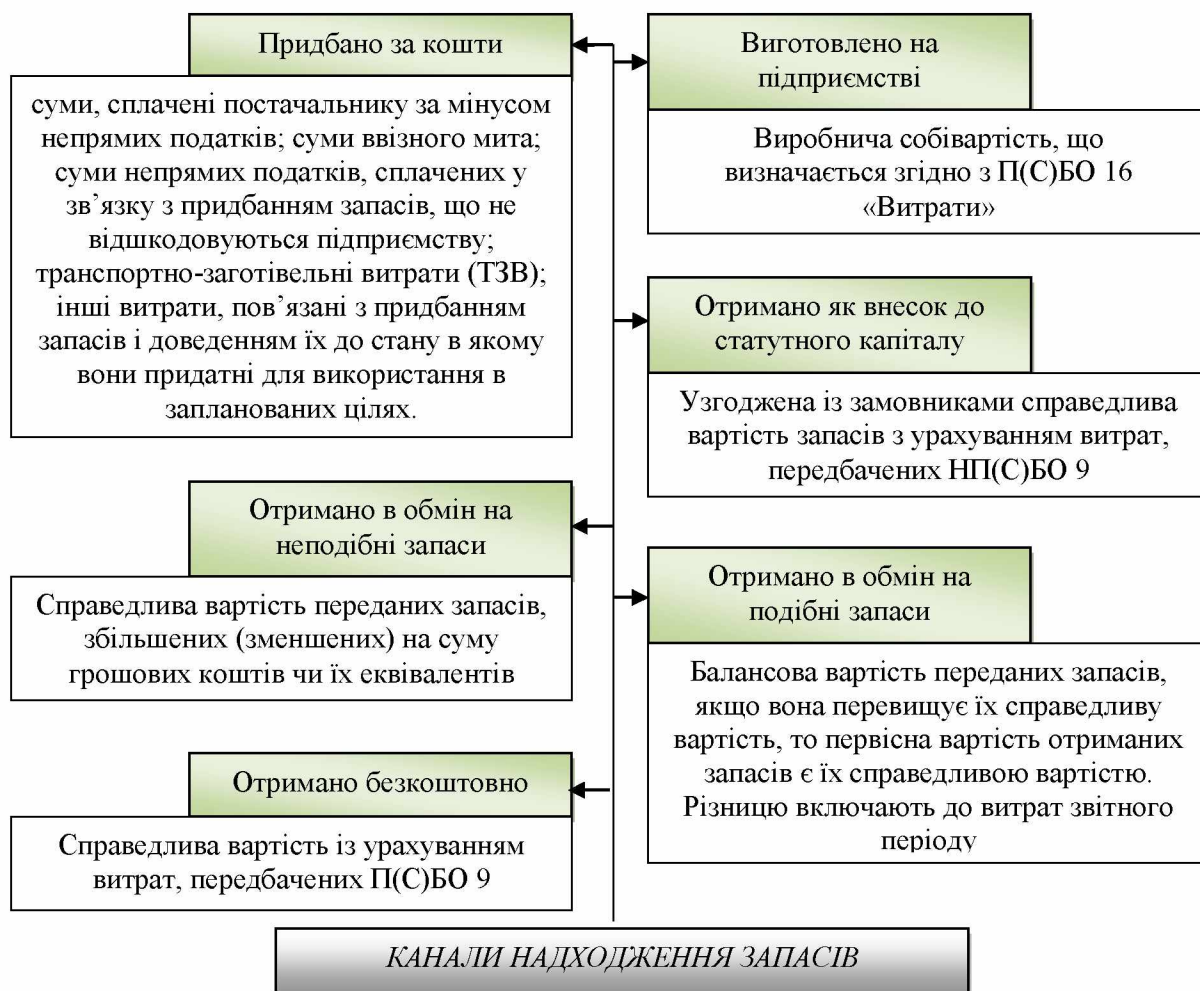 Придбано за кошти
суми, сплачені постачальнику за мінусом
непрямих податків; суми ввізного мита;
суми непрямих податків, сплачених у
зв’язку з придбанням запасів, що не
відшкодовуються підприємству;
транспортно-заготівельні витрати (ТЗВ);
інші витрати, пов’язані з придбанням
запасів і доведенням їх до стану в якому
вони придатні для використання в
запланованих цілях.
Виготовлено на
підприємстві
Виробнича собівартість, що
визначається згідно з П(С)БО 16
«Витрати»
Отримано як внесок до
статутного капіталу
Узгоджена із замовниками справедлива
вартість запасів з урахуванням витрат,
передбачених НП(С)БО 9
Отримано в обмін на
неподібні запаси
Справедлива вартість переданих запасів,
збільшених (зменшених) на суму
грошових коштів чи їх еквівалентів
Отримано в обмін на
подібні запаси
Балансова вартість переданих запасів,
якщо вона перевищує їх справедливу
вартість, то первісна вартість отриманих
запасів є їх справедливою вартістю.
Різницю включають до витрат звітного
періоду
Отримано безкоштовно
Справедлива вартість із урахуванням
витрат, передбачених П(С)БО 9
КАНАЛИ НАДХОДЖЕННЯ ЗАПАСІВ